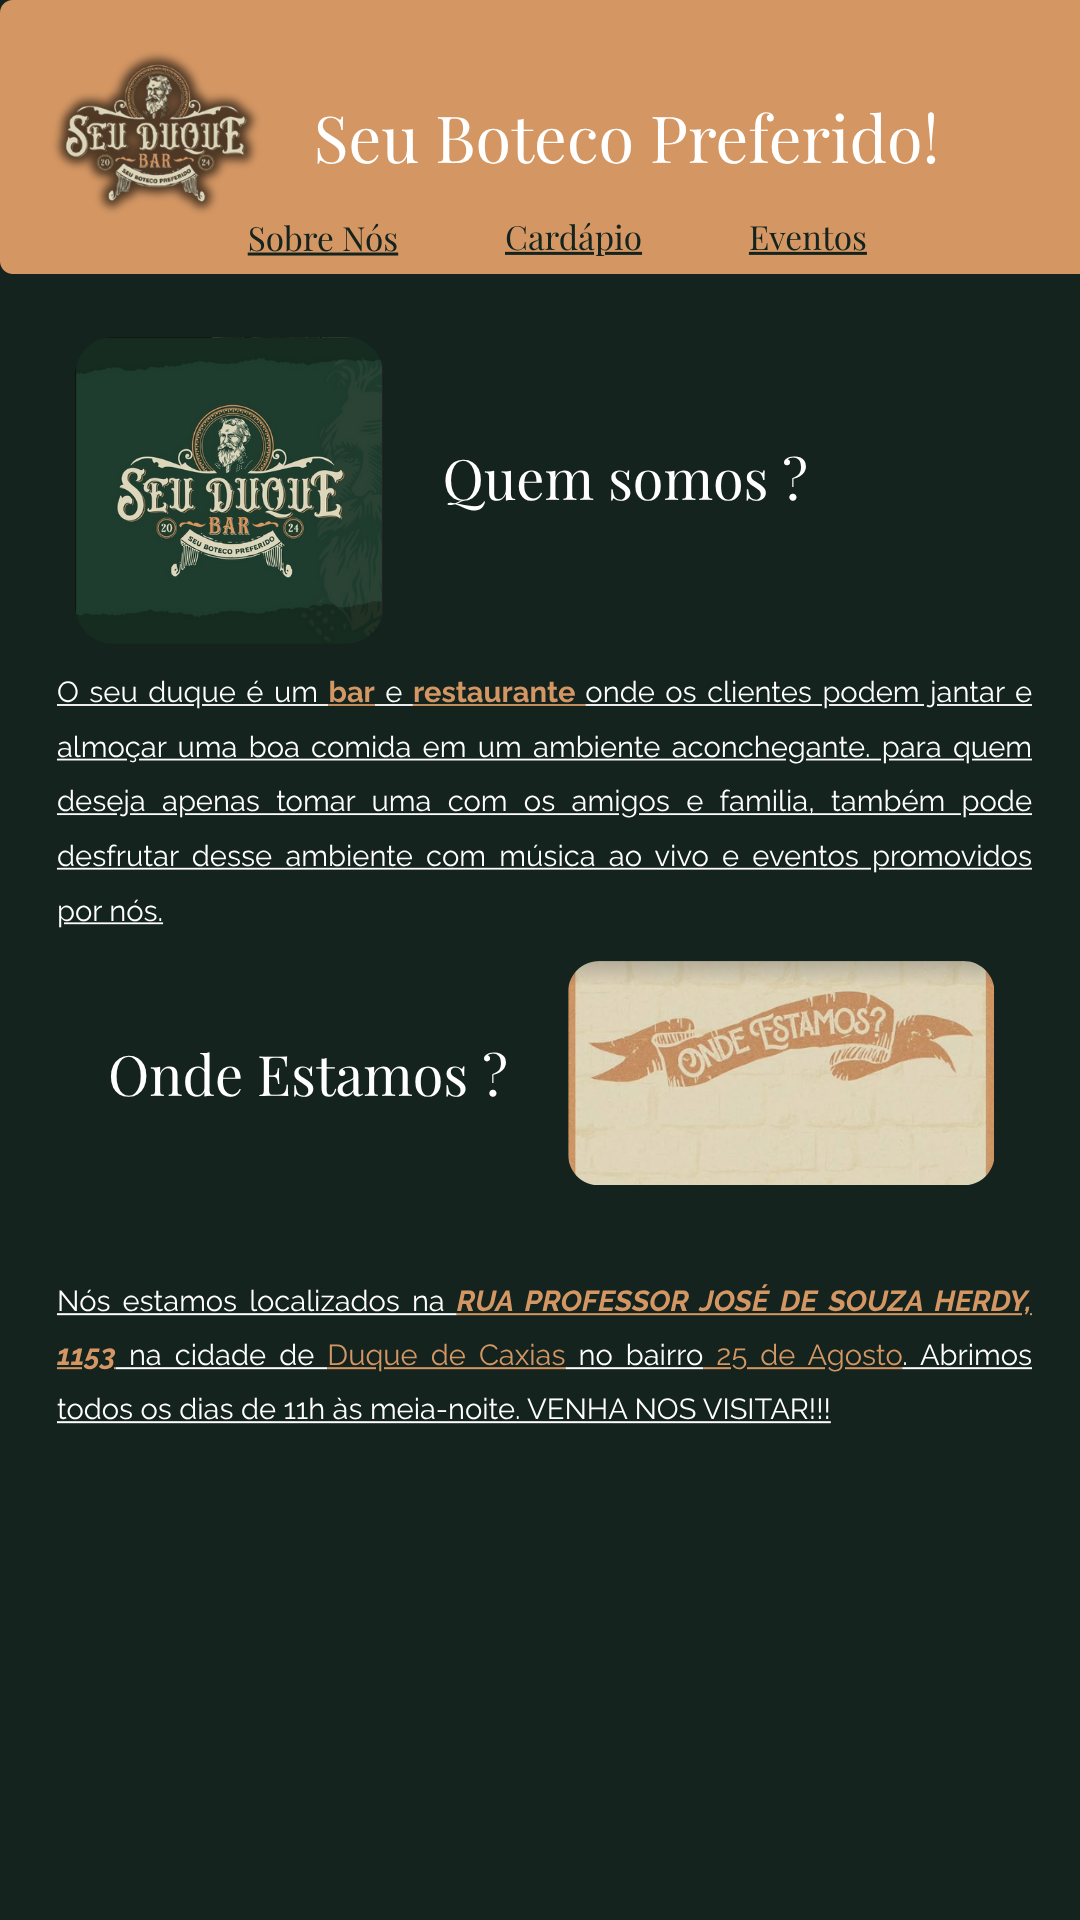 SEU DUQUE
20 BAR 24
SEU BOTECO PREFERIDO
Seu Boteco Preferido!
Sobre Nós Cardápio Eventos
SEU DUQUE
20 BAR 24
SEU BOTECO PREFERIDO
Quem somos ?
O seu duque é um bar e restaurante onde os clientes podem jantar e
almoçar uma boa comida em um ambiente aconchegante. para quem
deseja apenas tomar uma com os amigos e familia, também pode
desfrutar desse ambiente com música ao vivo e eventos promovidos
por nós.
Onde Estamos ?
ONDE ESTAMOS?
Nós estamos localizados na RUA PROFESSOR JOSÉ DE SOUZA HERDY,
1153 na cidade de Duque de Caxias no bairro 25 de Agosto. Abrimos
todos os dias de 11h às meia-noite. VENHA NOS VISITAR!!!